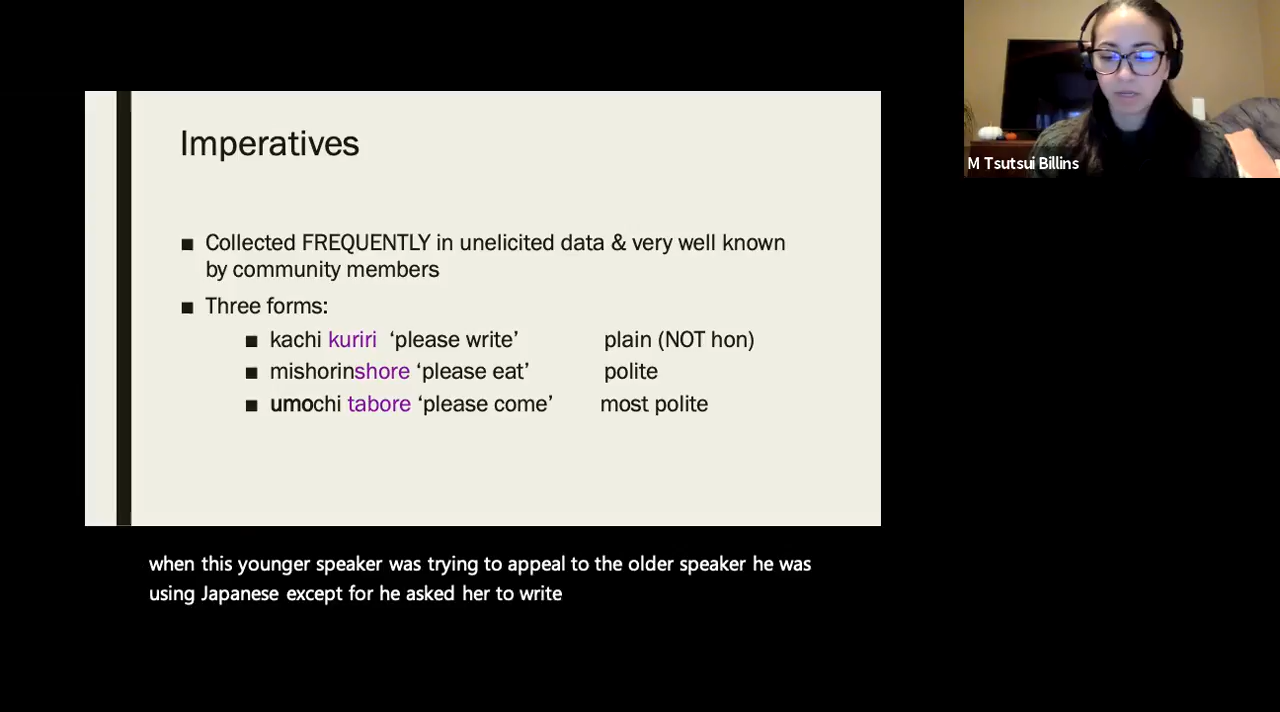 M Tsutsui Billins
Imperatives
■ Collected FREQUENTLY in unelicited data & very well known
by community members
■ Three forms:
■ kachi kuriri ‘please write’ plain (NOT hon)
■ mishorinshore ‘please eat’ polite
■ umochi tabore ‘please come’ most polite
when this younger speaker was trying to appeal to the older speaker he was
using Japanese except for he asked her to write